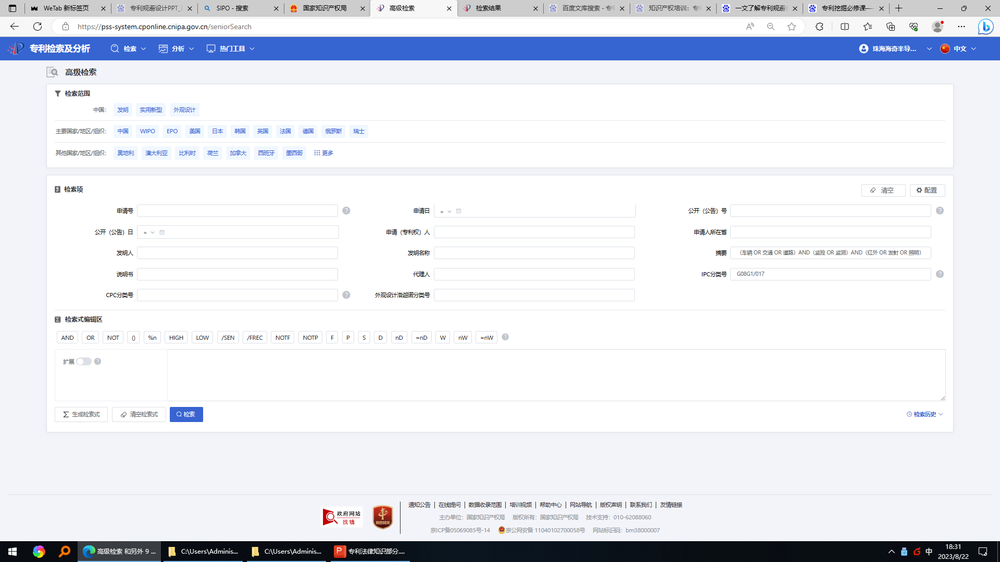 WeTab 新标签页
专利规避设计PPT_
SIPO - 搜索
国家知识产权局
高级检索
检索结果
百度文库搜索 - 专
知识产权培训：专
一文了解专利规避
专利挖掘必修课—
https://pss-system.cponline.cnipa.gov.cn/seniorSearch
专利检索及分析
检索
分析
热门工具
珠海海奇半导...
中文
高级检索
检索范围
中国： 发明 实用新型 外观设计
主要国家/地区/组织： 中国 WIPO EPO 美国 日本 韩国 英国 法国 德国 俄罗斯 瑞士
其他国家/地区/组织： 奥地利 澳大利亚 比利时 荷兰 加拿大 西班牙 墨西哥 更多
检索项
清空 配置
申请号 ? 申请日 = 公开（公告）号 ?
公开（公告）日 = 申请（专利权）人 申请人所在省
发明人 发明名称 摘要 （车辆 OR 交通 OR 道路）AND（监控 OR 监测）AND（红外 OR 发射 OR 照明）
说明书 代理人 IPC分类号 G08G1/017 ?
CPC分类号 ? 外观设计洛迦诺分类号
检索式编辑区
AND OR NOT () %n HIGH LOW /SEN /FREC NOTF NOTP F P S D nD =nD W nW =nW ?
扩展 ?
生成检索式 清空检索式 检索
检索历史
政府网站
找错
党政机关
通知公告 | 在线提问 | 数据收录范围 | 培训视频 | 帮助中心 | 网站导航 | 版权声明 | 联系我们 | 友情链接
主办单位：国家知识产权局 版权所有：国家知识产权局 技术支持：010-62088060
京ICP备05069085号-14 京公网安备 11040102700058号 网站标识码：bm38000007
高级检索 和另外 9 ...
C:\Users\Adminis...
C:\Users\Adminis...
专利法律知识部分....
中
18:31
2023/8/22